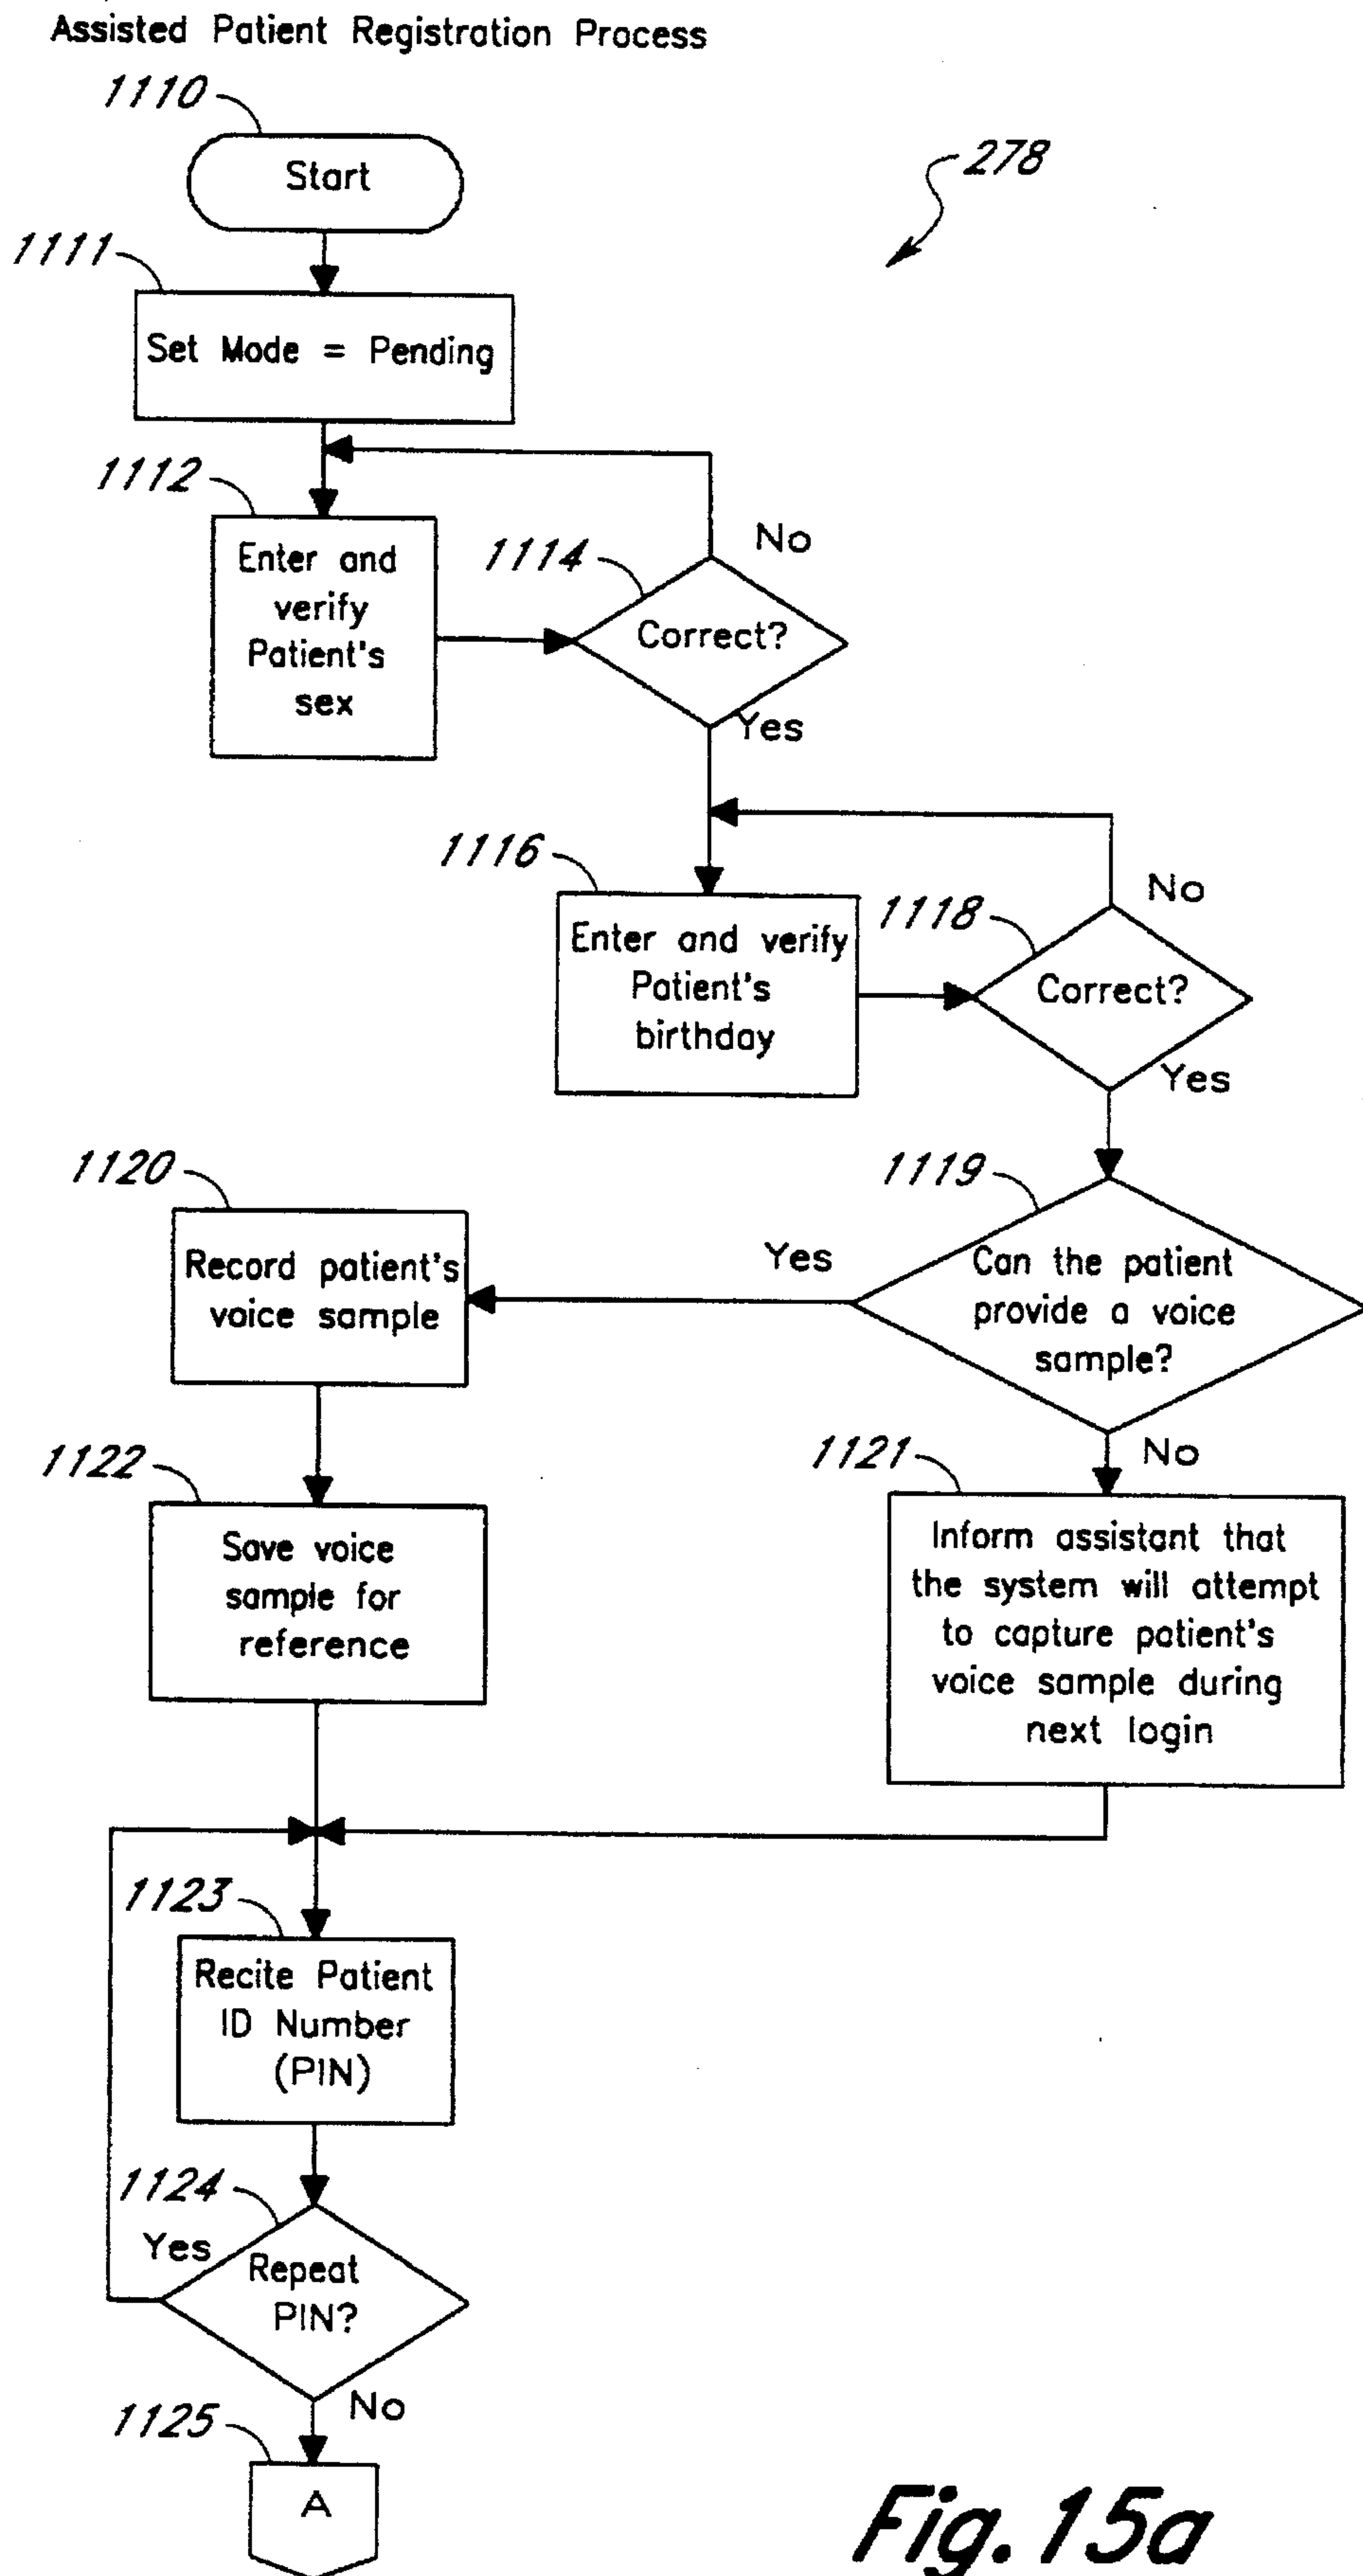 Assisted Patient Registration Process
1110
Start
278
1111
Set Mode = Pending
1112
Enter and
verify
Patient's
sex
1114
Correct?
No
Yes
1116
Enter and verify
Patient's
birthday
1118
Correct?
No
Yes
1119
Can the patient
provide a voice
sample?
Yes
No
1120
Record patient's
voice sample
1122
Save voice
sample for
reference
1121
Inform assistant that
the system will attempt
to capture patient's
voice sample during
next login
1123
Recite Patient
ID Number
(PIN)
1124
Yes
Repeat
PIN?
No
1125
A
Fig. 15a